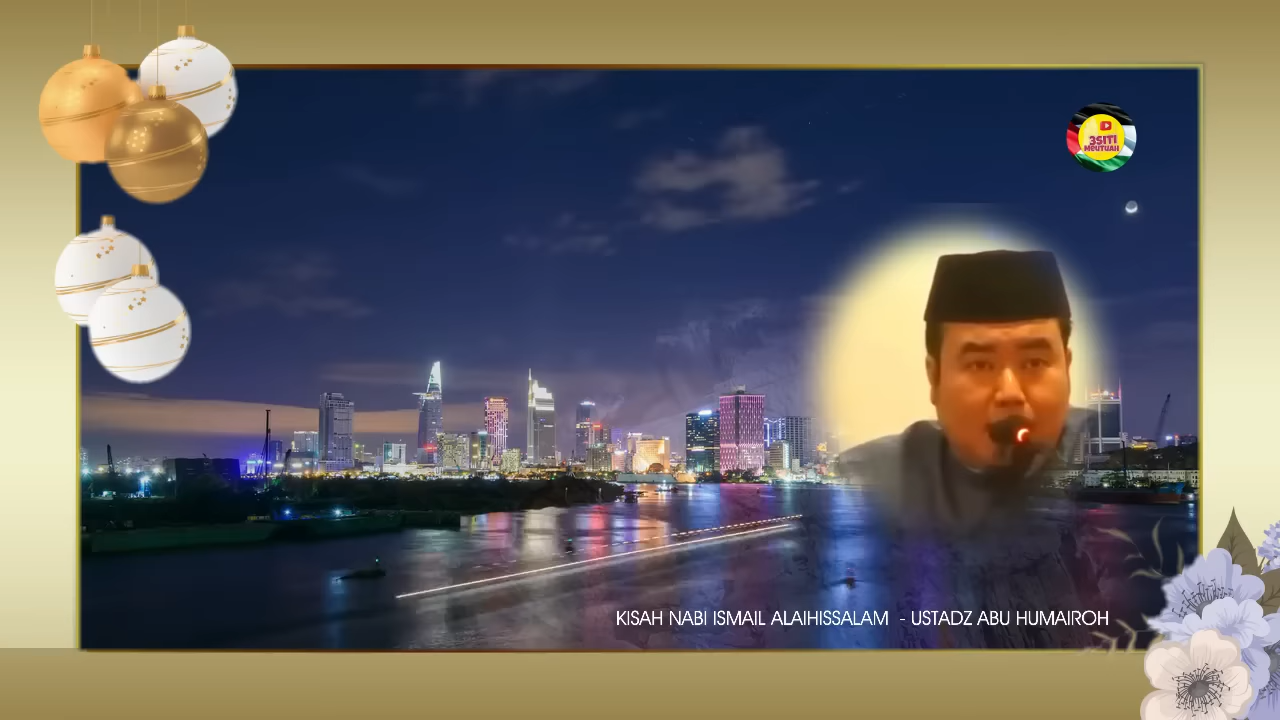 3SITI
MEUTUAH
KISAH NABI ISMAIL ALAIHISSALAM - USTADZ ABU HUMAIROH